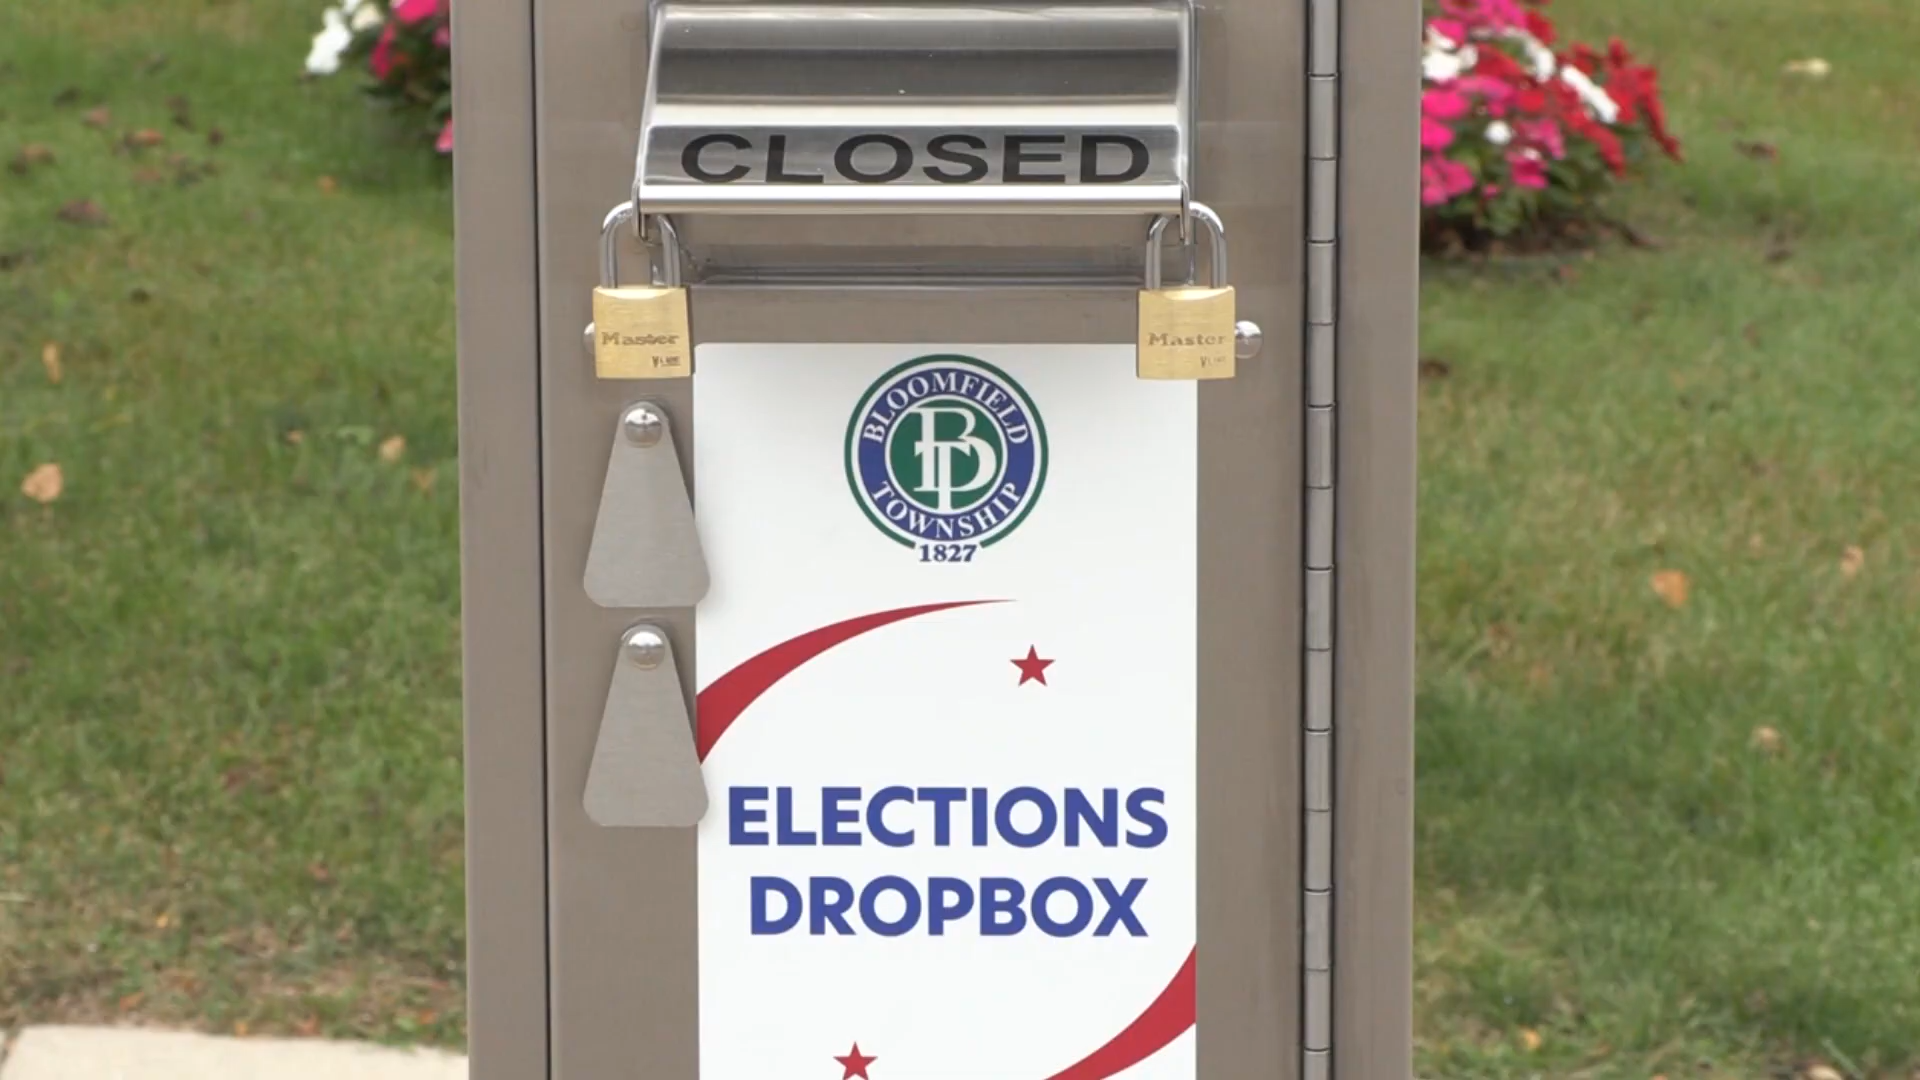 CLOSED
Master
Master
BLOOMFIELD
BT
TOWNSHIP
1827
ELECTIONS
DROPBOX